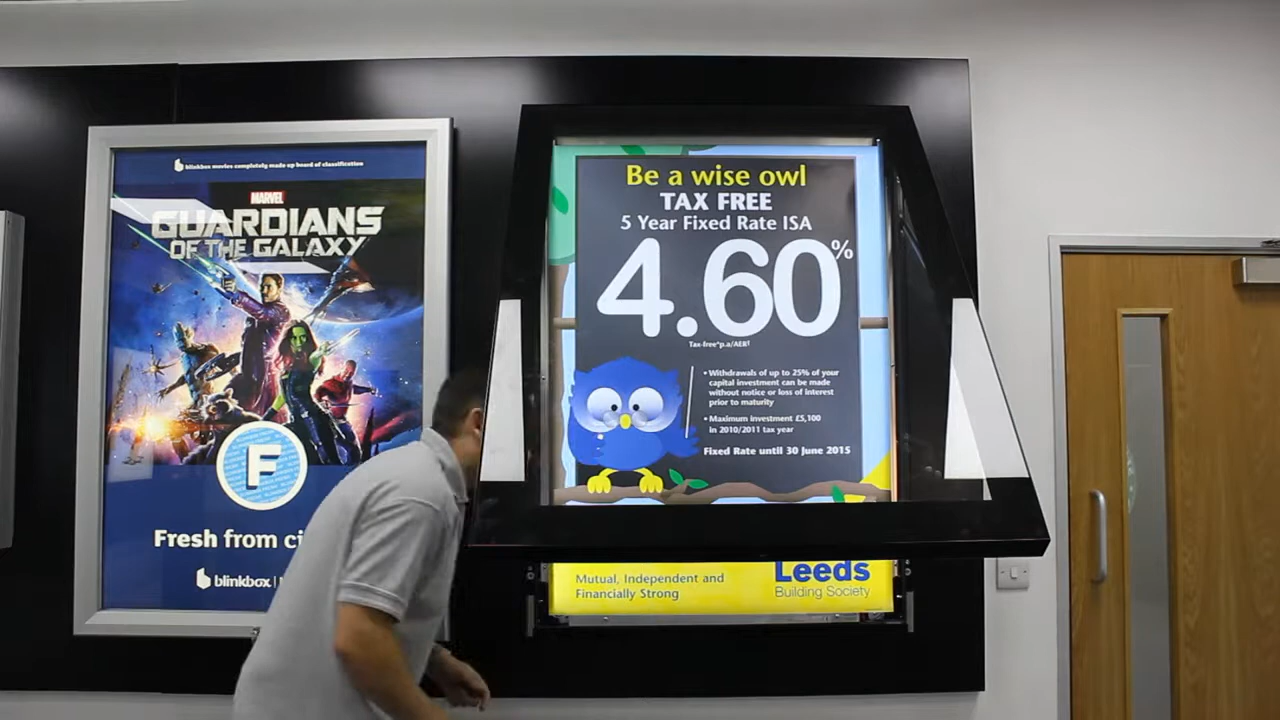 blinkbox movies completely made up board of classification
MARVEL
GUARDIANS
OF THE GALAXY
F
Fresh from ci
blinkbox
Be a wise owl
TAX FREE
5 Year Fixed Rate ISA
4.60%
Tax-free*p.a/AER†
• Withdrawals of up to 25% of your
capital investment can be made
without notice or loss of interest
prior to maturity
• Maximum investment £5,100
in 2010/2011 tax year
Fixed Rate until 30 June 2015
Mutual, Independent and
Financially Strong
Leeds
Building Society